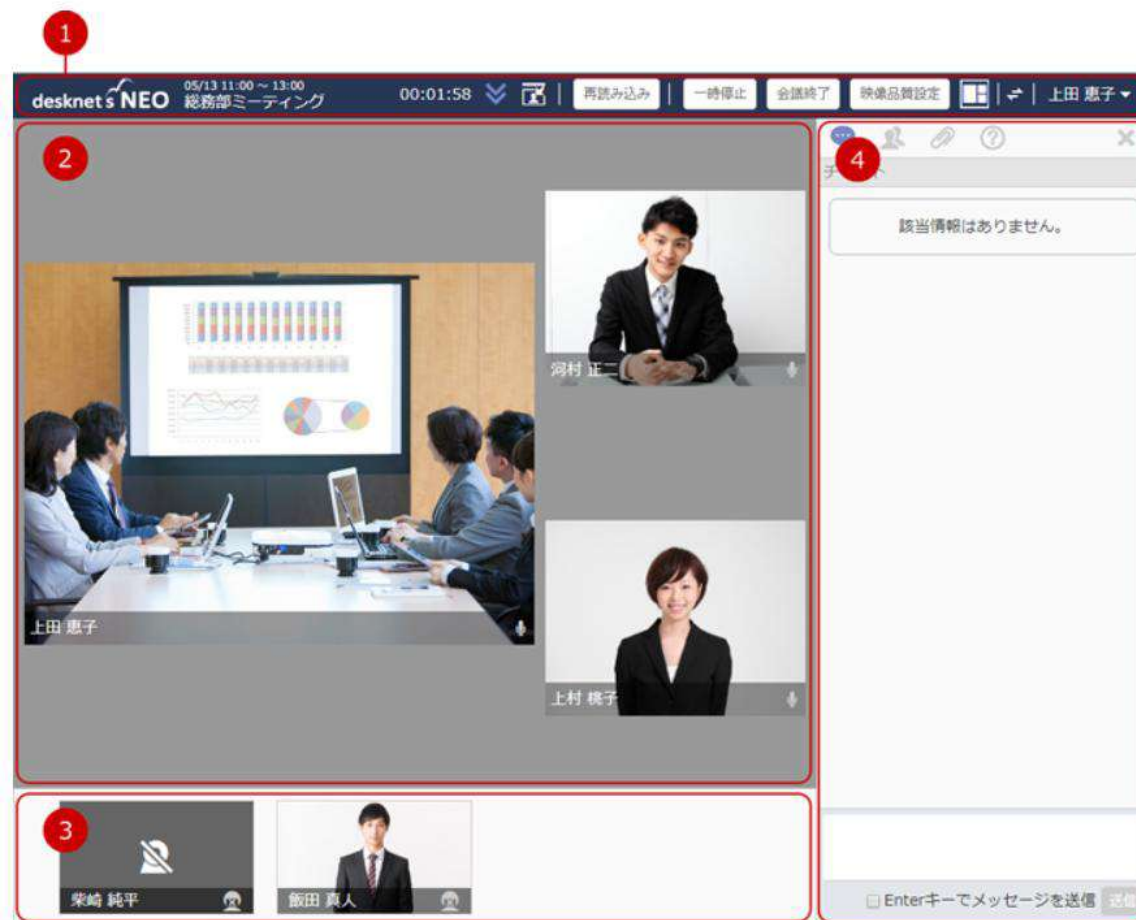 1
desknet's NEO
05/13 11:00 ～ 13:00
総務部ミーティング
00:01:58
再読み込み
一時停止
会議終了
映像品質設定
上田 恵子
2
河村 正二
上田 恵子
上村 桃子
3
柴崎 純平
飯田 真人
4
該当情報はありません。
Enterキーでメッセージを送信
送信